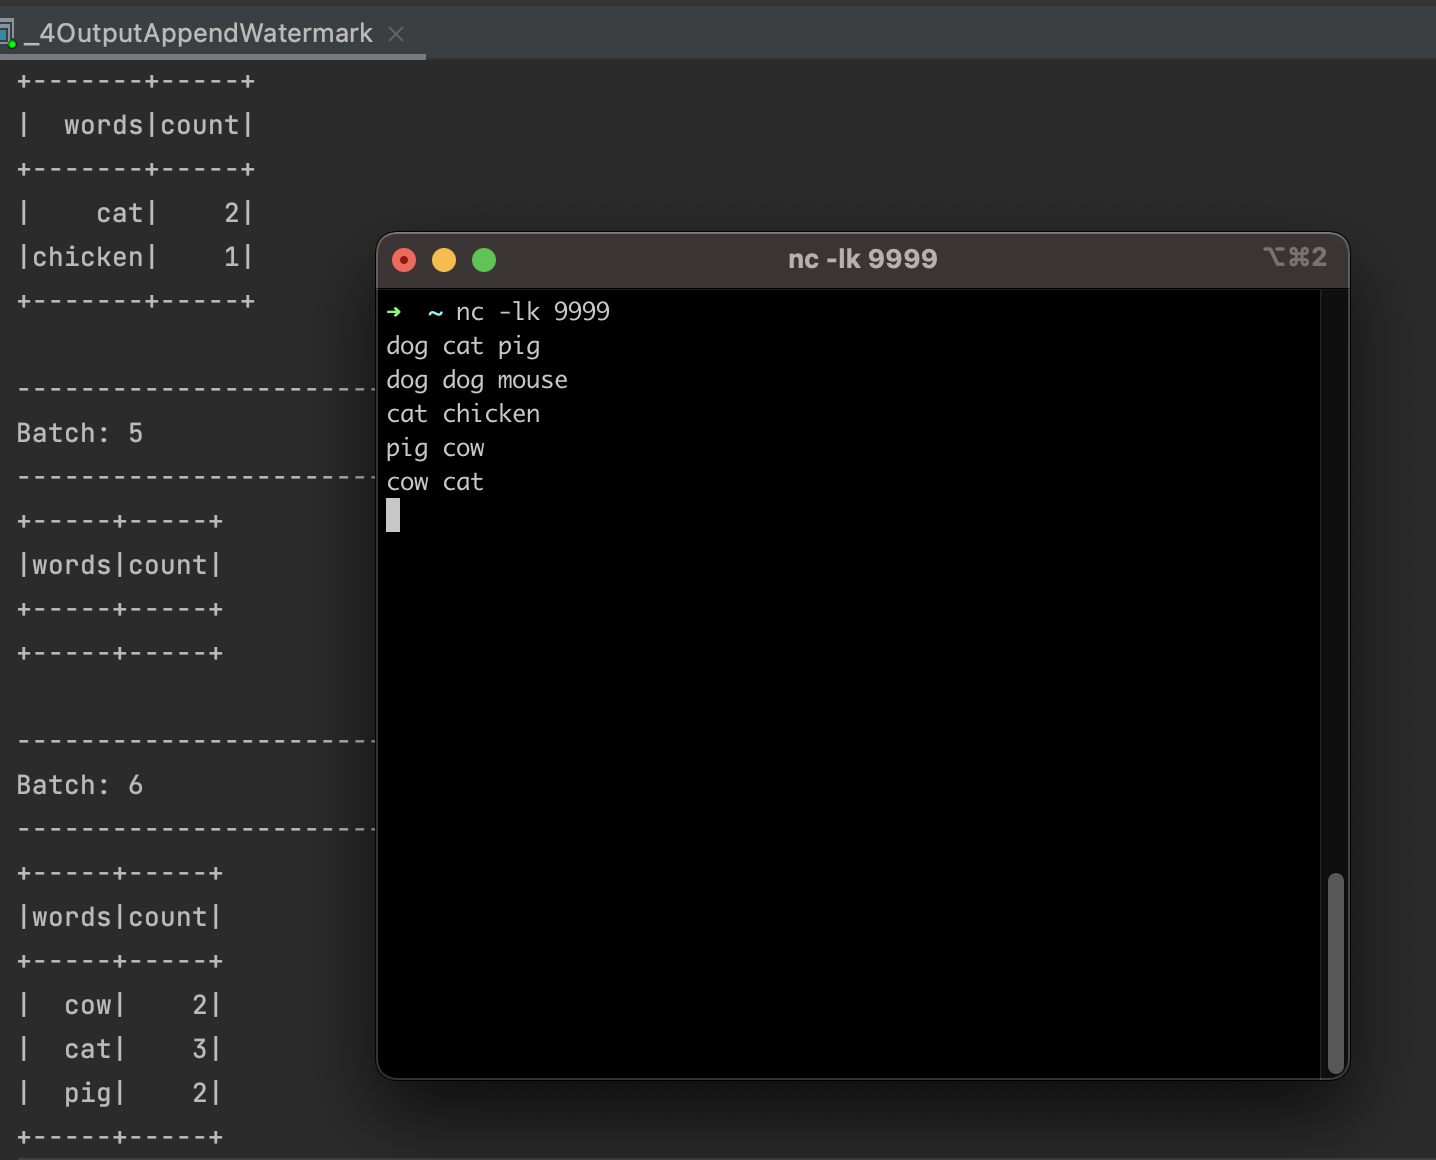 _4OutputAppendWatermark
+-------+-----+
|  words|count|
+-------+-----+
|    cat|    2|
|chicken|    1|
+-------+-----+
----------------------
Batch: 5
----------------------
+-----+-----+
|words|count|
+-----+-----+
+-----+-----+
----------------------
Batch: 6
----------------------
+-----+-----+
|words|count|
+-----+-----+
|  cow|    2|
|  cat|    3|
|  pig|    2|
+-----+-----+
nc -lk 9999
⌥⌘2
➜  ~ nc -lk 9999
dog cat pig
dog dog mouse
cat chicken
pig cow
cow cat